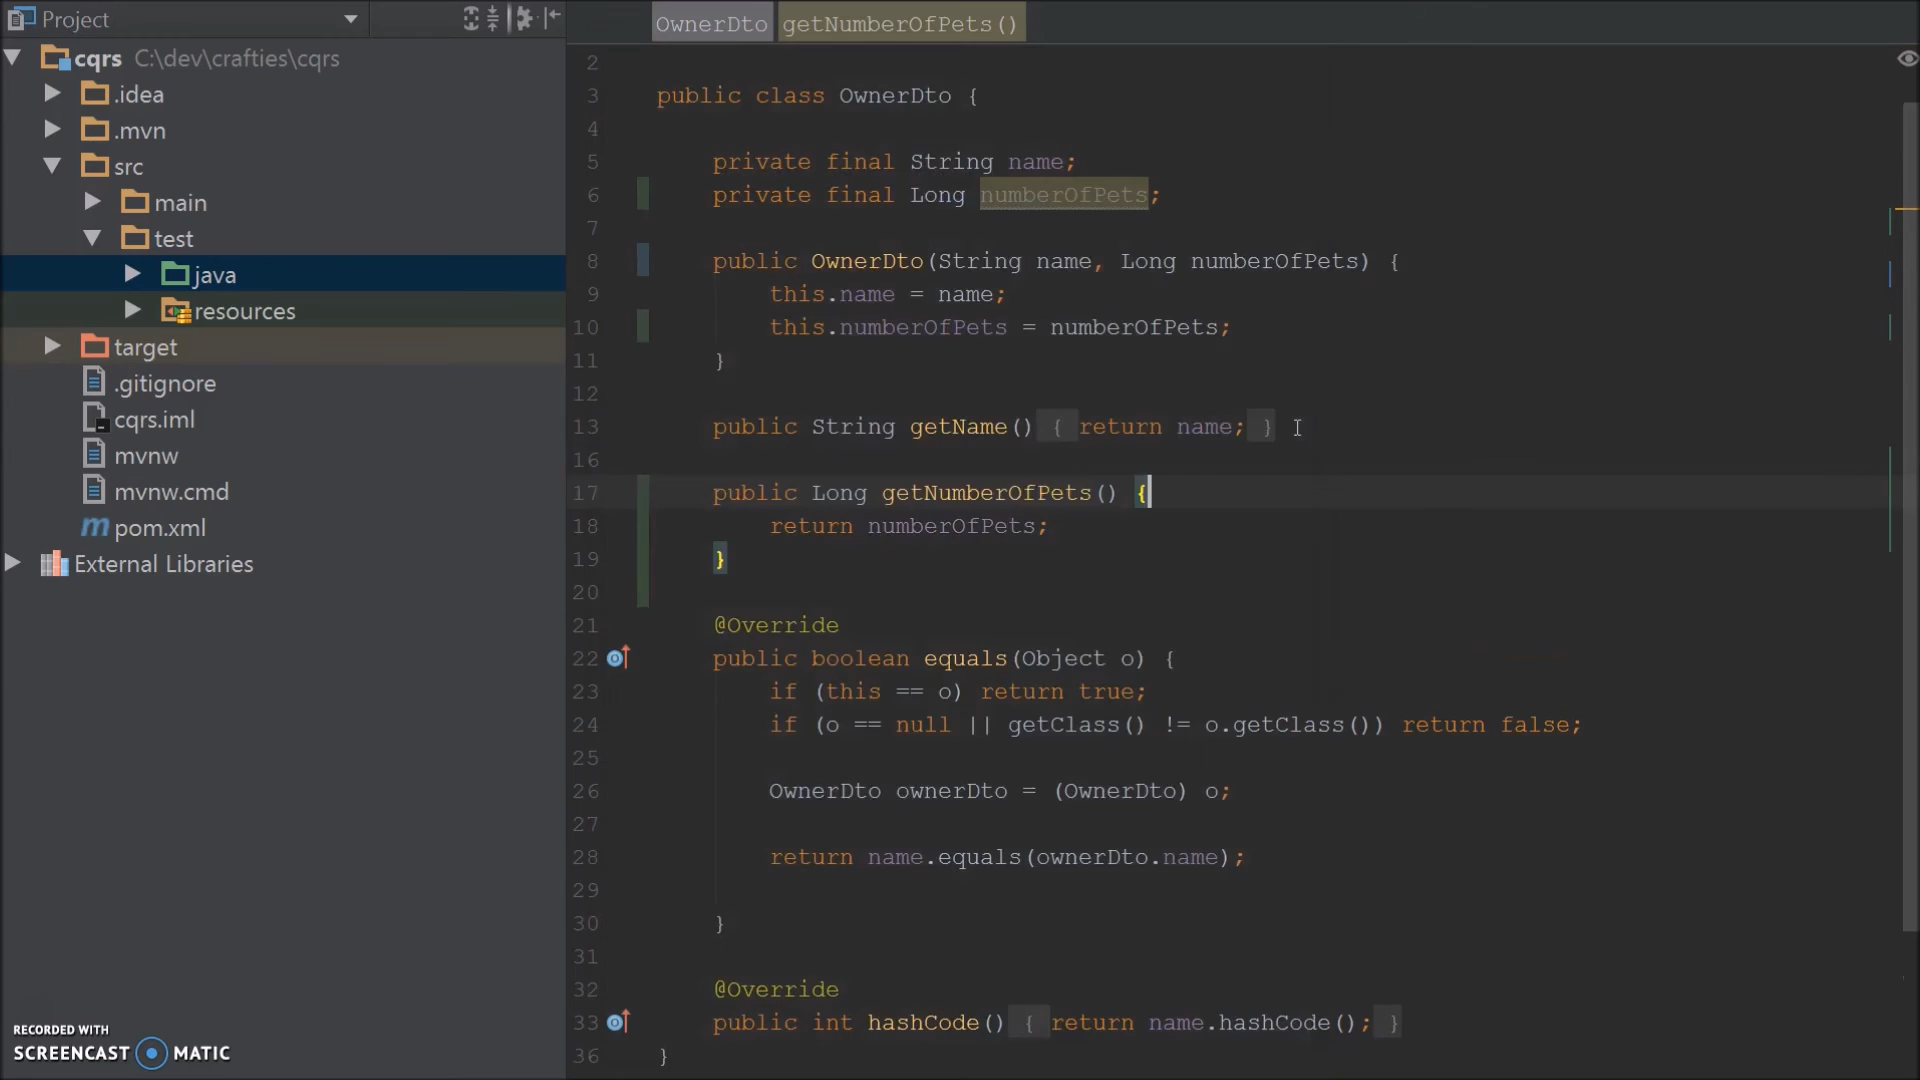 Project
cqrs C:\dev\crafties\cqrs
.idea
.mvn
src
main
test
java
resources
target
.gitignore
cqrs.iml
mvnw
mvnw.cmd
pom.xml
External Libraries
RECORDED WITH
SCREENCAST MATIC
OwnerDto getNumberOfPets()
2
3 public class OwnerDto {
4
5 private final String name;
6 private final Long numberOfPets;
7
8 public OwnerDto(String name, Long numberOfPets) {
9 this.name = name;
10 this.numberOfPets = numberOfPets;
11 }
12
13 public String getName() { return name; }
16
17 public Long getNumberOfPets() {
18 return numberOfPets;
19 }
20
21 @Override
22 public boolean equals(Object o) {
23 if (this == o) return true;
24 if (o == null || getClass() != o.getClass()) return false;
25
26 OwnerDto ownerDto = (OwnerDto) o;
27
28 return name.equals(ownerDto.name);
29
30 }
31
32 @Override
33 public int hashCode() { return name.hashCode(); }
36 }